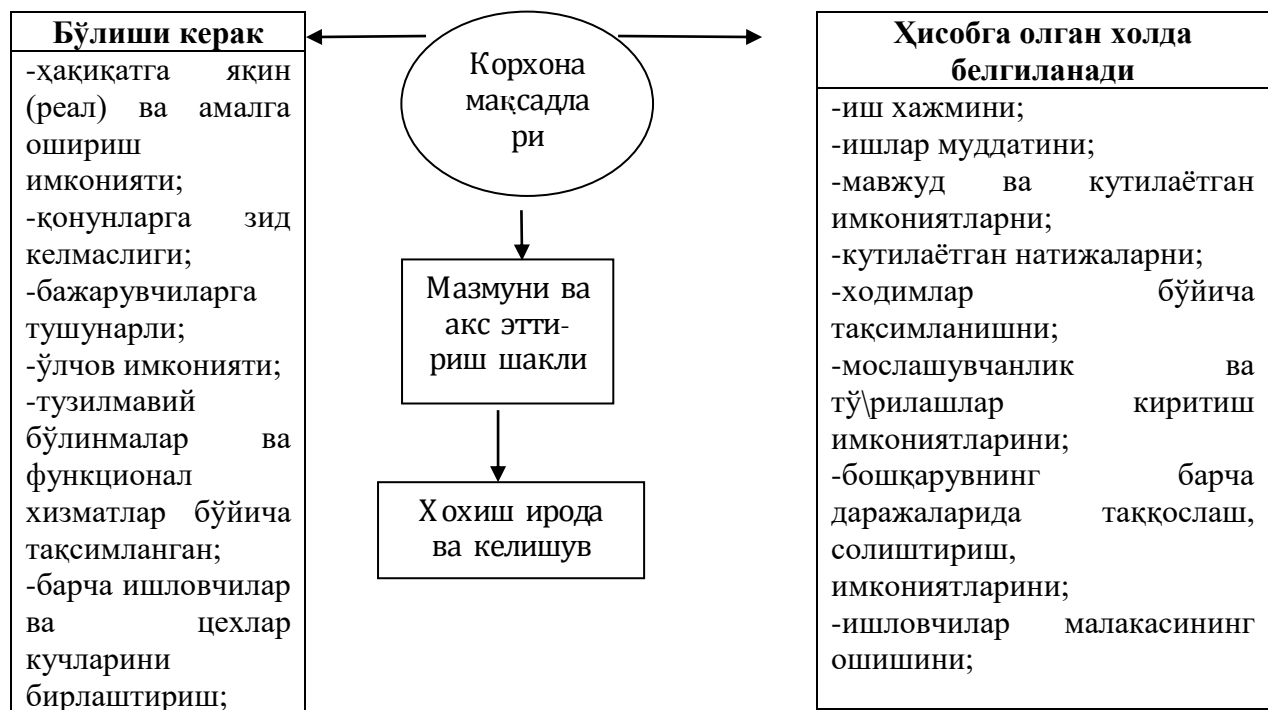 Бўлиши керак
-ҳақиқатга яқин
(реал) ва амалга
ошириш
имконияти;
-қонунларга зид
келмаслиги;
-бажарувчиларга
тушунарли;
-ўлчов имконияти;
-тузилмавий
бўлинмалар ва
функционал
хизматлар бўйича
тақсимланган;
-барча ишловчилар
ва цехлар
кучларини
бирлаштириш;
Корхона
мақсадла
ри
Мазмуни ва
акс этти-
риш шакли
Хохиш ирода
ва келишув
Ҳисобга олган холда
белгиланади
-иш хажмини;
-ишлар муддатини;
-мавжуд ва кутилаётган
имкониятларни;
-кутилаётган натижаларни;
-ходимлар бўйича
тақсимланишни;
-мослашувчанлик ва
тў\рилашлар киритиш
имкониятларини;
-бошқарувнинг барча
даражаларида таққослаш,
солиштириш,
имкониятларини;
-ишловчилар малакасининг
ошишини;